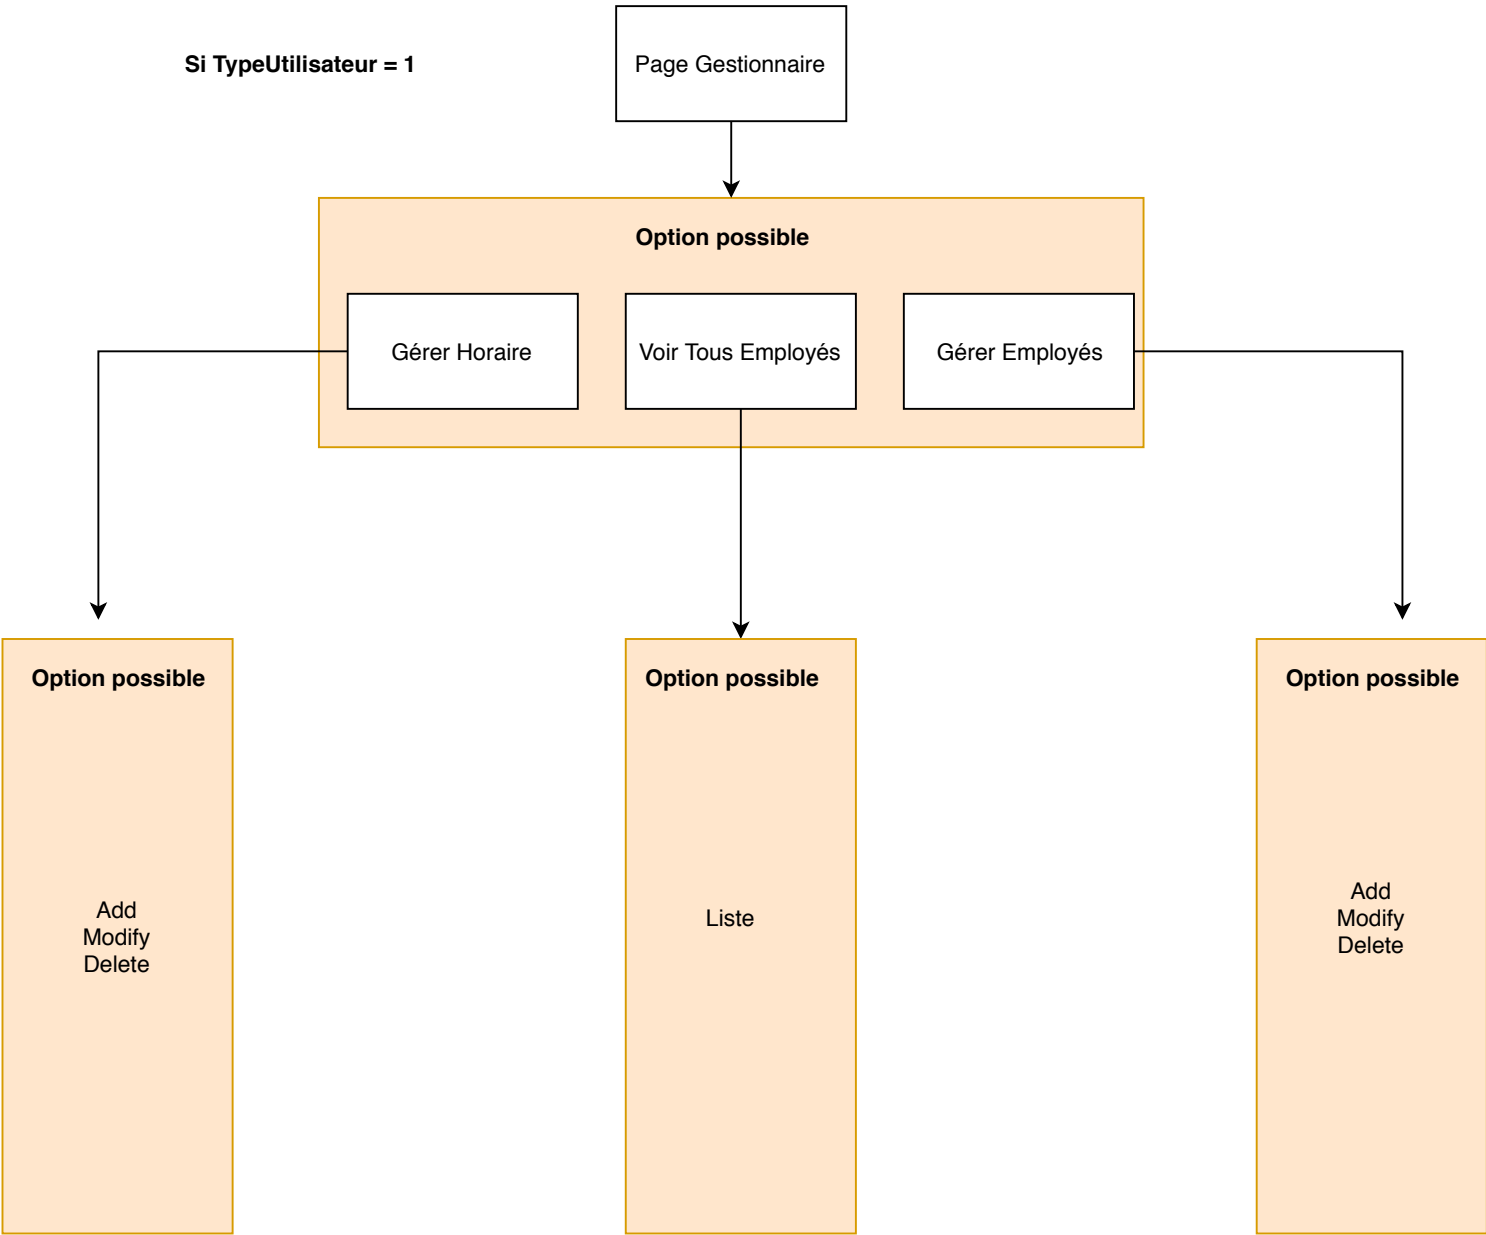 Si TypeUtilisateur = 1
Page Gestionnaire
Option possible
Gérer Horaire
Voir Tous Employés
Gérer Employés
Option possible
Add
Modify
Delete
Option possible
Liste
Option possible
Add
Modify
Delete